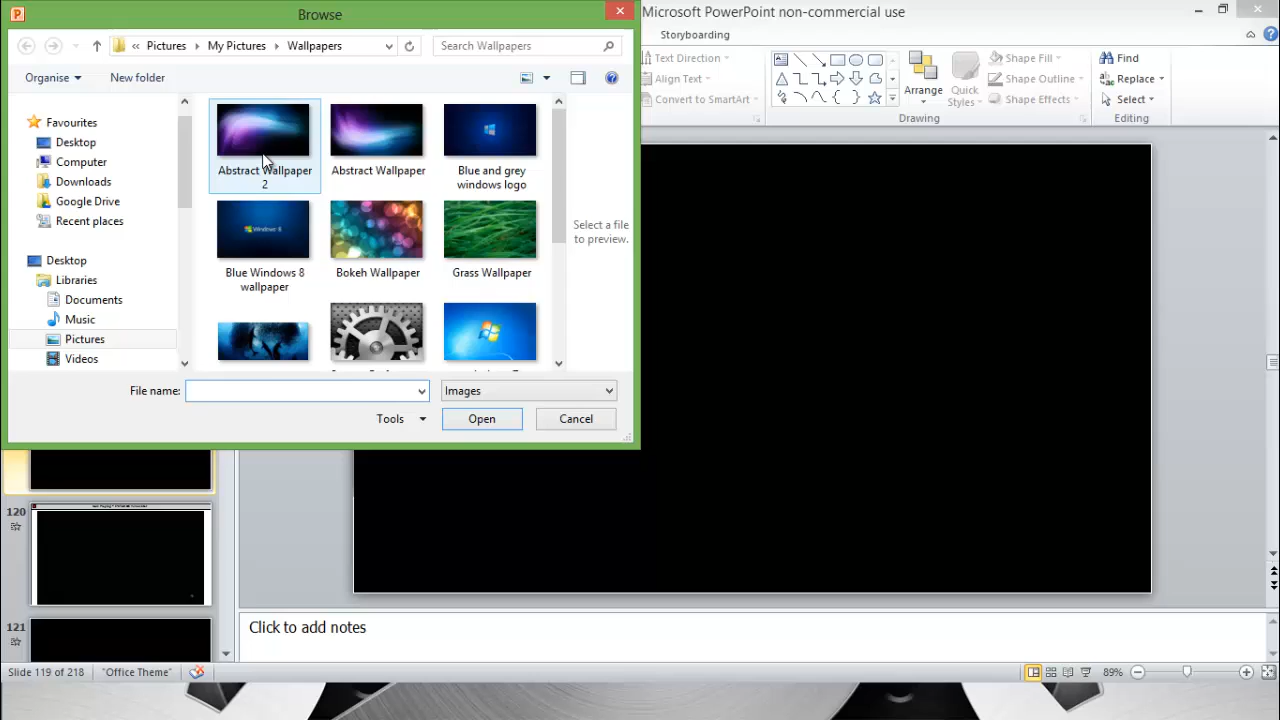 Browse
Microsoft PowerPoint non-commercial use
Storyboarding
« Pictures My Pictures Wallpapers
Search Wallpapers
Organise
New folder
Text Direction
Align Text
Convert to SmartArt
Arrange
Quick
Styles
Shape Fill
Shape Outline
Shape Effects
Drawing
Find
Replace
Select
Editing
Favourites
Desktop
Computer
Downloads
Google Drive
Recent places
Desktop
Libraries
Documents
Music
Pictures
Videos
Abstract Wallpaper
2
Abstract Wallpaper
Blue and grey
windows logo
Blue Windows 8
wallpaper
Bokeh Wallpaper
Grass Wallpaper
Windows 8
Select a file
to preview.
File name:
Images
Tools
Open
Cancel
120
121
Click to add notes
Slide 119 of 218
"Office Theme"
89%